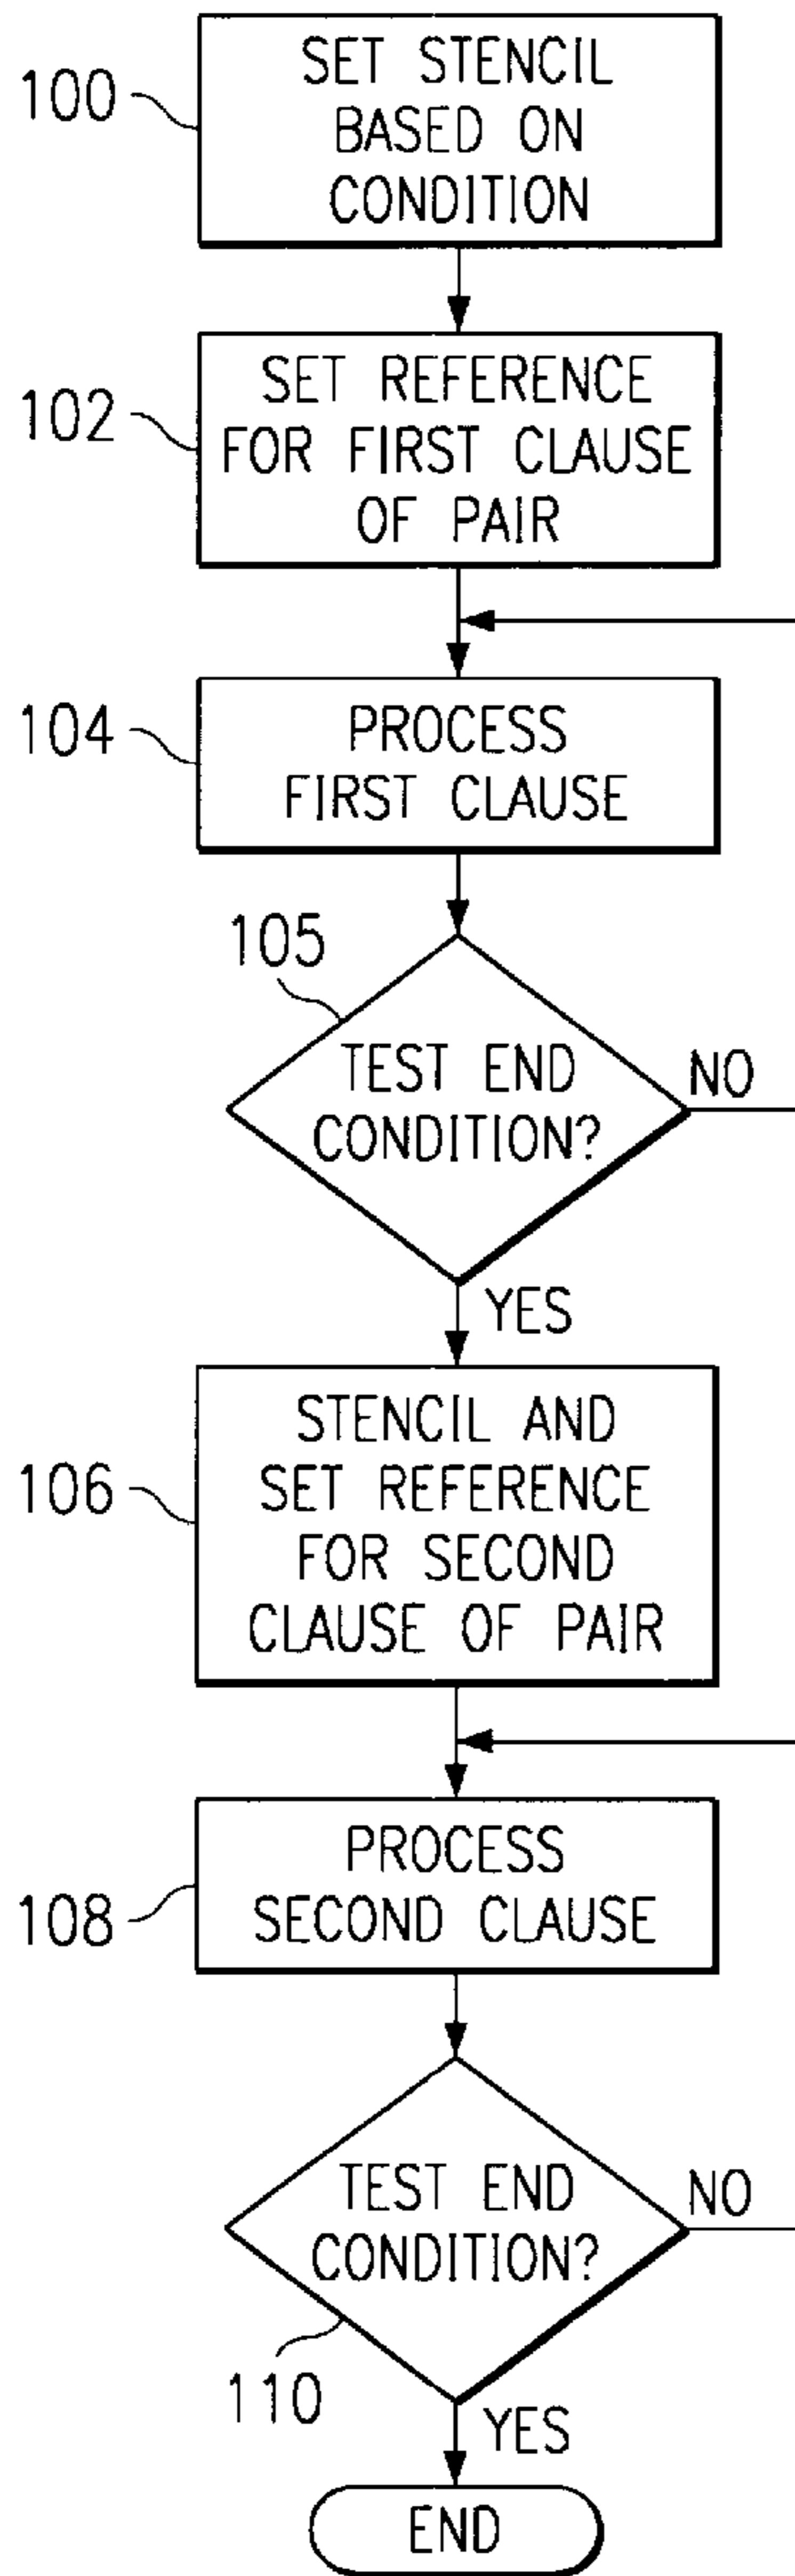 100
SET STENCIL
BASED ON
CONDITION
102
SET REFERENCE
FOR FIRST CLAUSE
OF PAIR
104
PROCESS
FIRST CLAUSE
105
TEST END
CONDITION?
NO
YES
106
STENCIL AND
SET REFERENCE
FOR SECOND
CLAUSE OF PAIR
108
PROCESS
SECOND CLAUSE
TEST END
CONDITION?
NO
110
YES
END